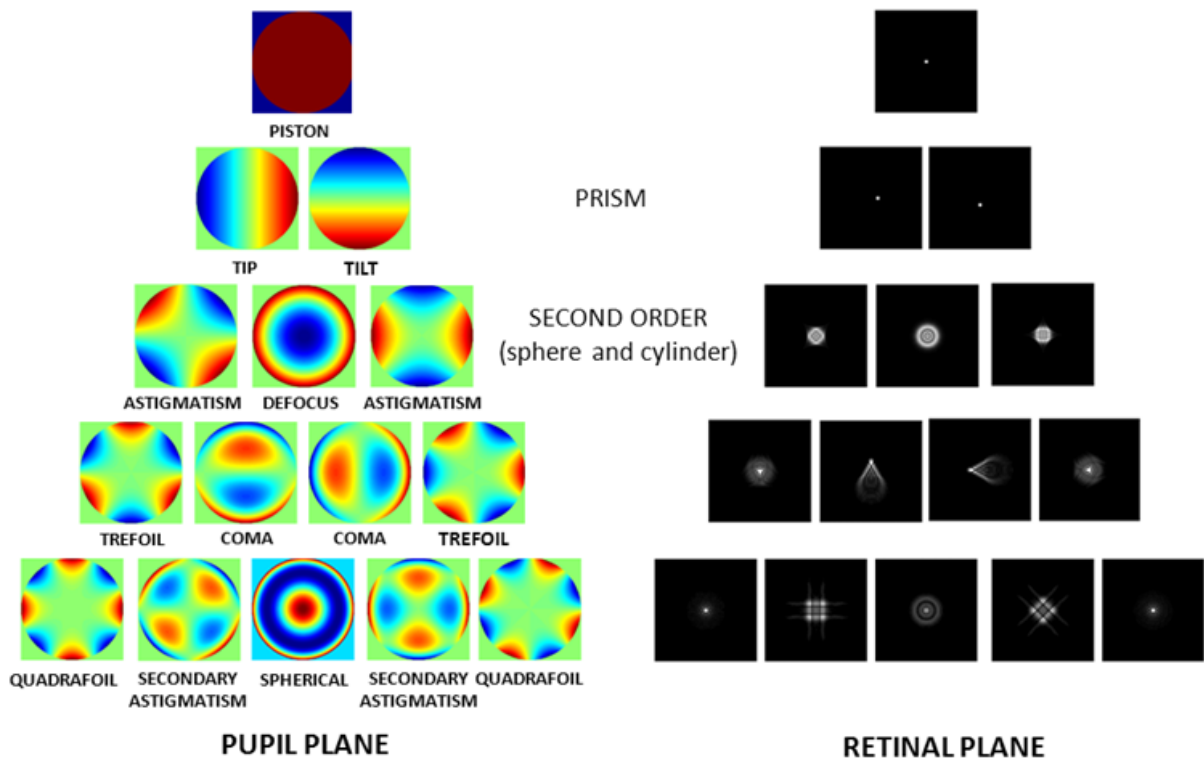 PISTON
PRISM
TIP TILT
SECOND ORDER
(sphere and cylinder)
ASTIGMATISM DEFOCUS ASTIGMATISM
TREFOIL COMA COMA TREFOIL
QUADRAFOIL SECONDARY SPHERICAL SECONDARY QUADRAFOIL
ASTIGMATISM ASTIGMATISM
PUPIL PLANE RETINAL PLANE